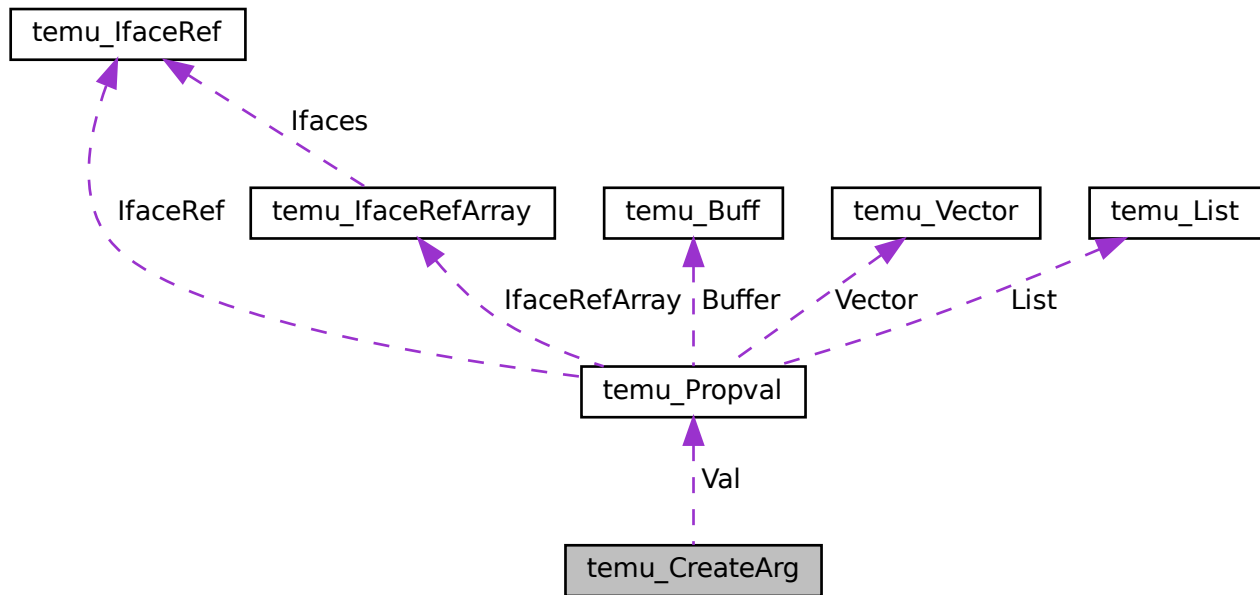 temu_IfaceRef
Ifaces
IfaceRef
temu_IfaceRefArray
temu_Buff
temu_Vector
temu_List
IfaceRefArray
Buffer
Vector
List
temu_Propval
Val
temu_CreateArg